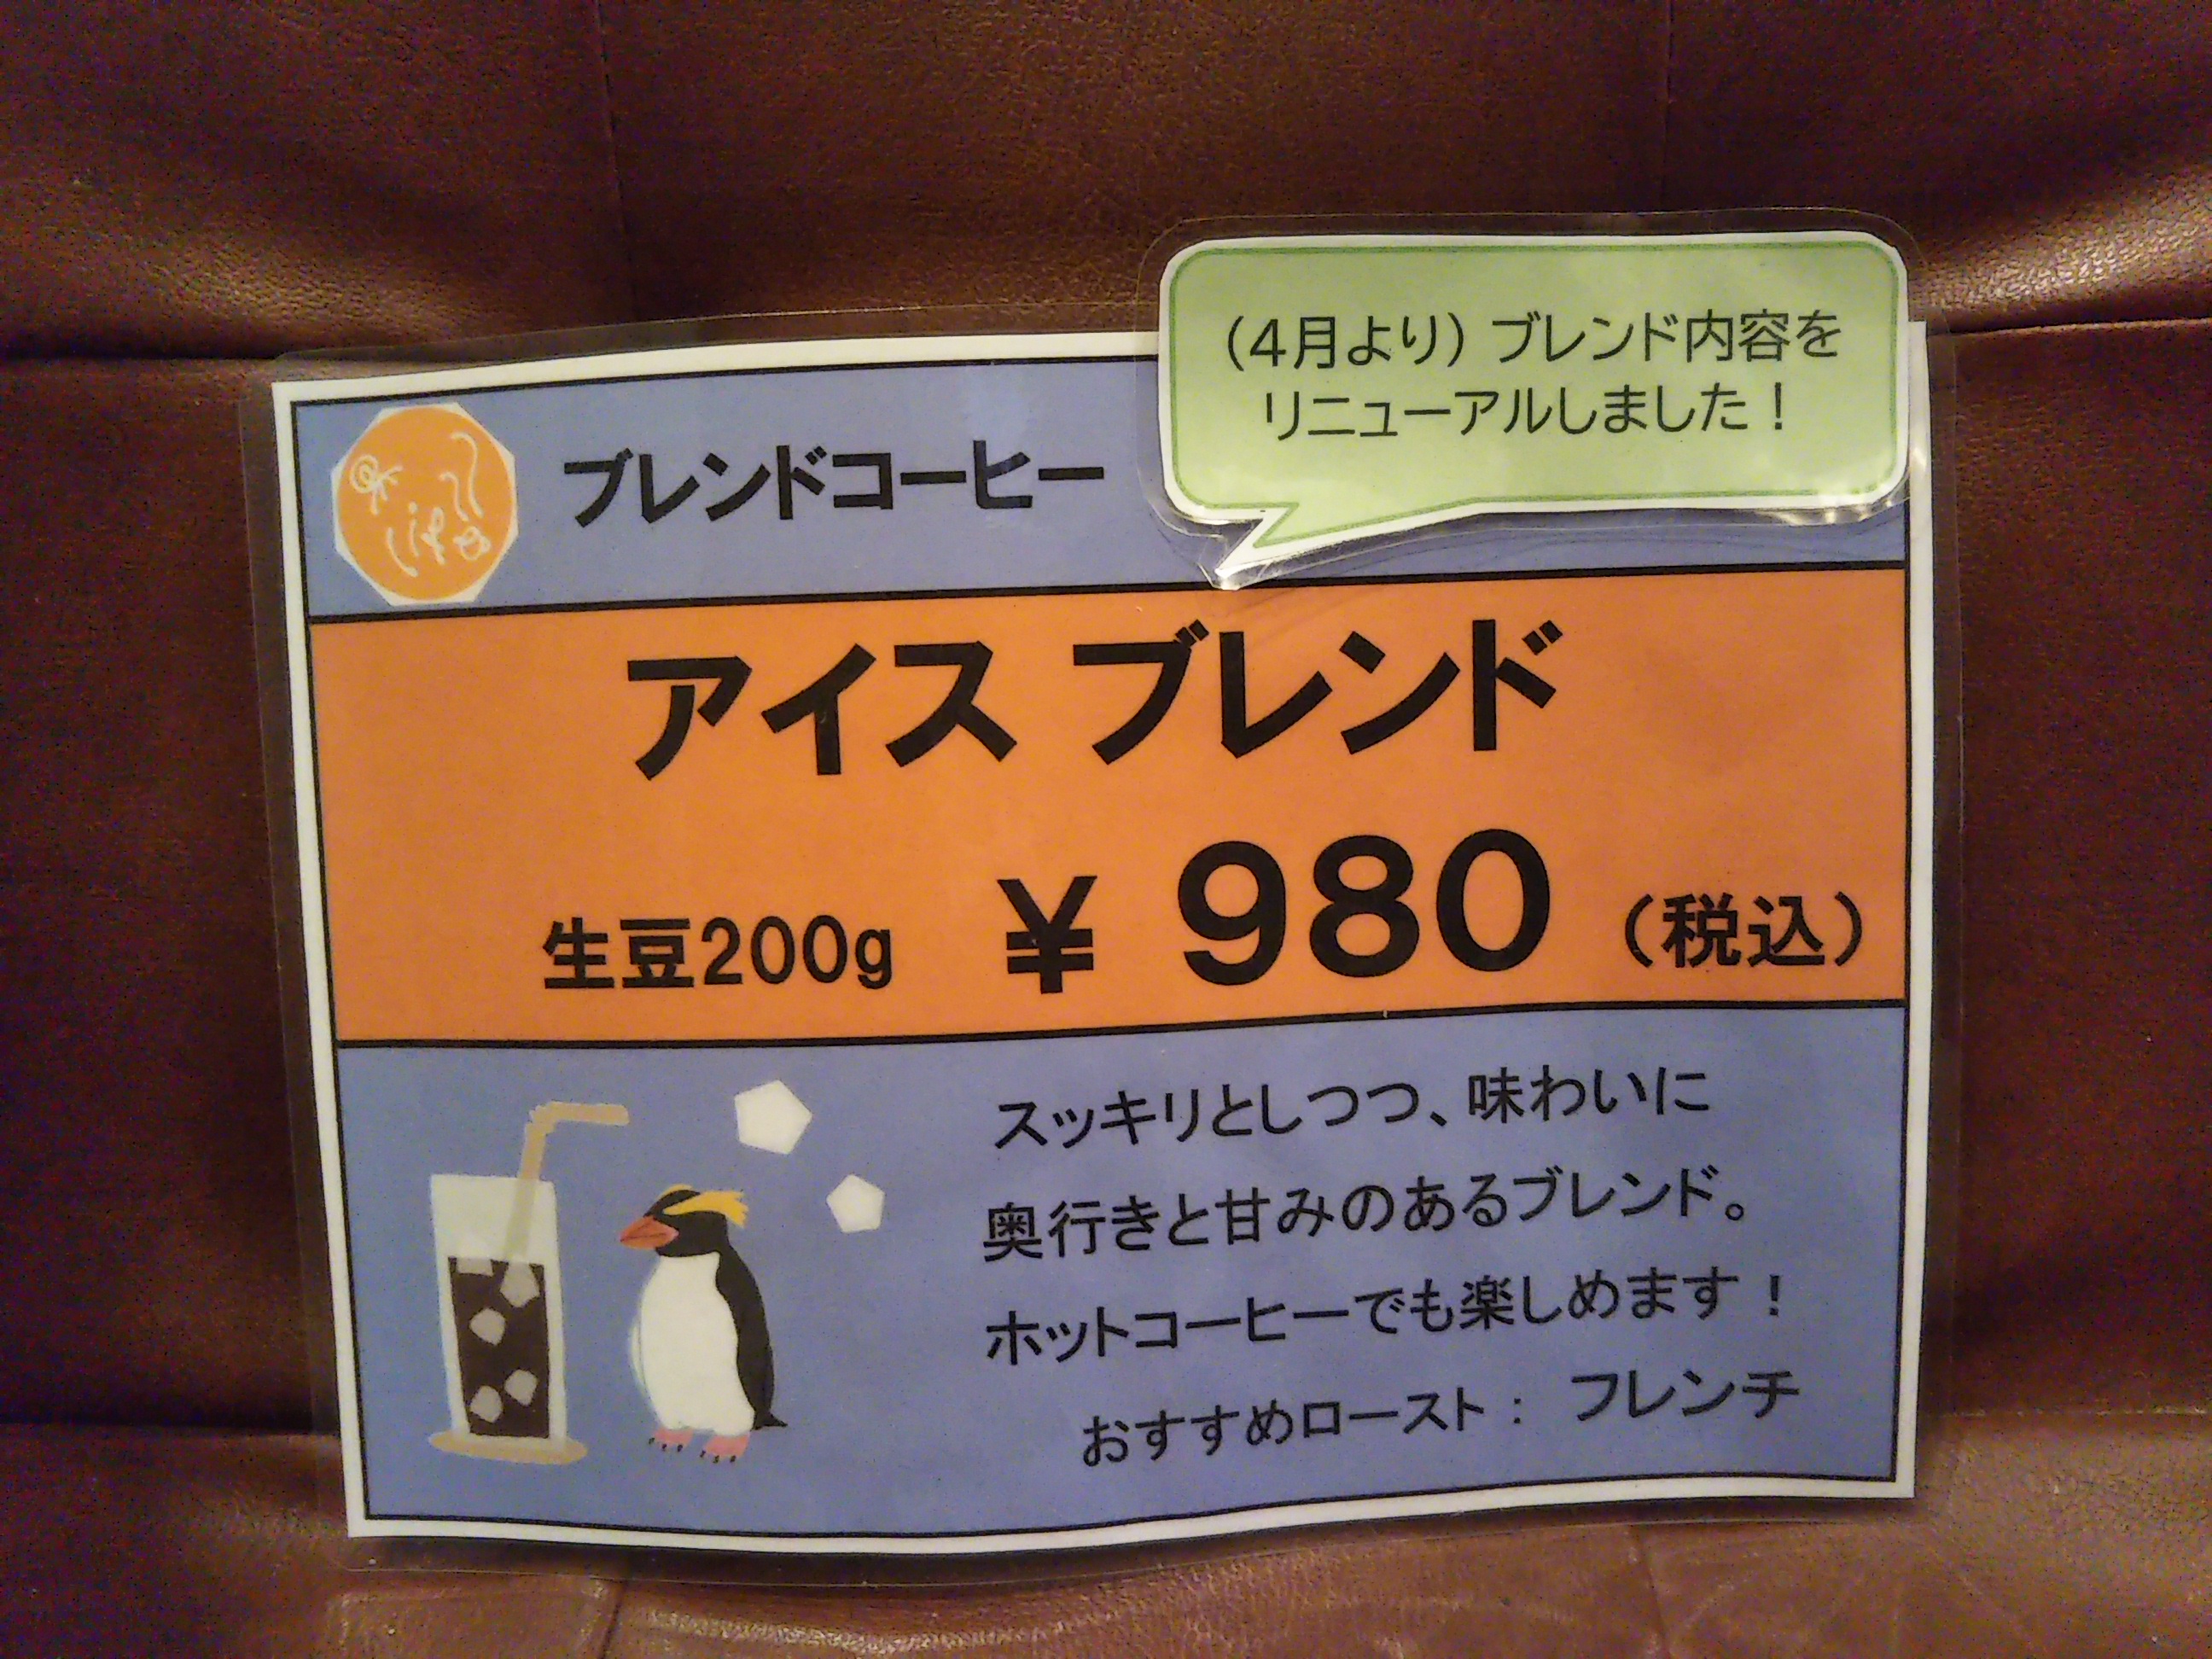 (4月より)ブレンド内容を
リニューアルしました!
ブレンドコーヒー
アイス ブレンド
生豆200g ¥980 (税込)
スッキリとしつつ、味わいに
奥行きと甘みのあるブレンド。
ホットコーヒーでも楽しめます!
おすすめロースト: フレンチ